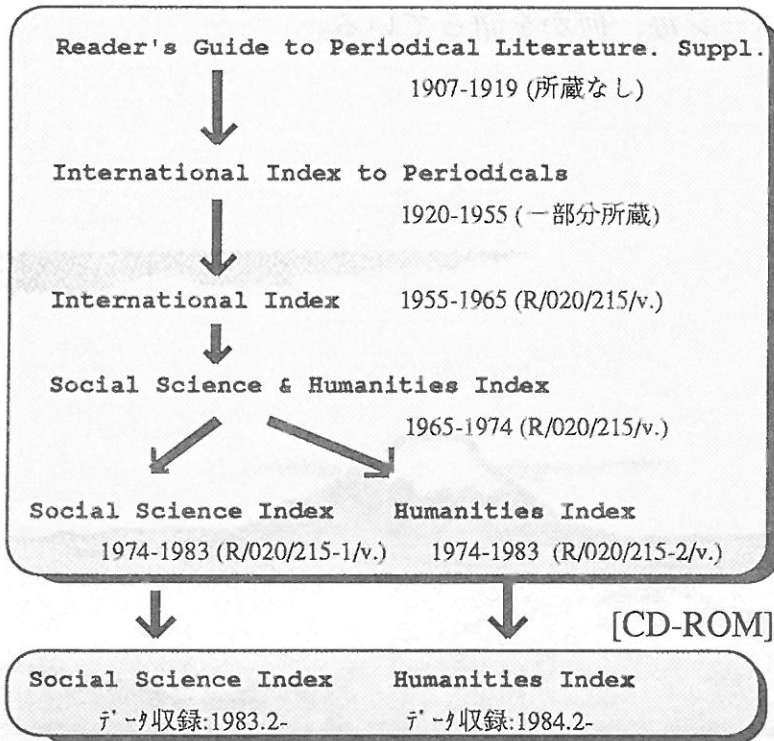 Reader's Guide to Periodical Literature. Suppl.
1907-1919 (所蔵なし)
International Index to Periodicals
1920-1955 (一部分所蔵)
International Index 1955-1965 (R/020/215/v.)
Social Science & Humanities Index
1965-1974 (R/020/215/v.)
Social Science Index Humanities Index
1974-1983 (R/020/215-1/v.) 1974-1983 (R/020/215-2/v.)
[CD-ROM]
Social Science Index Humanities Index
ﾃﾞｰﾀ収録:1983.2- ﾃﾞｰﾀ収録:1984.2-